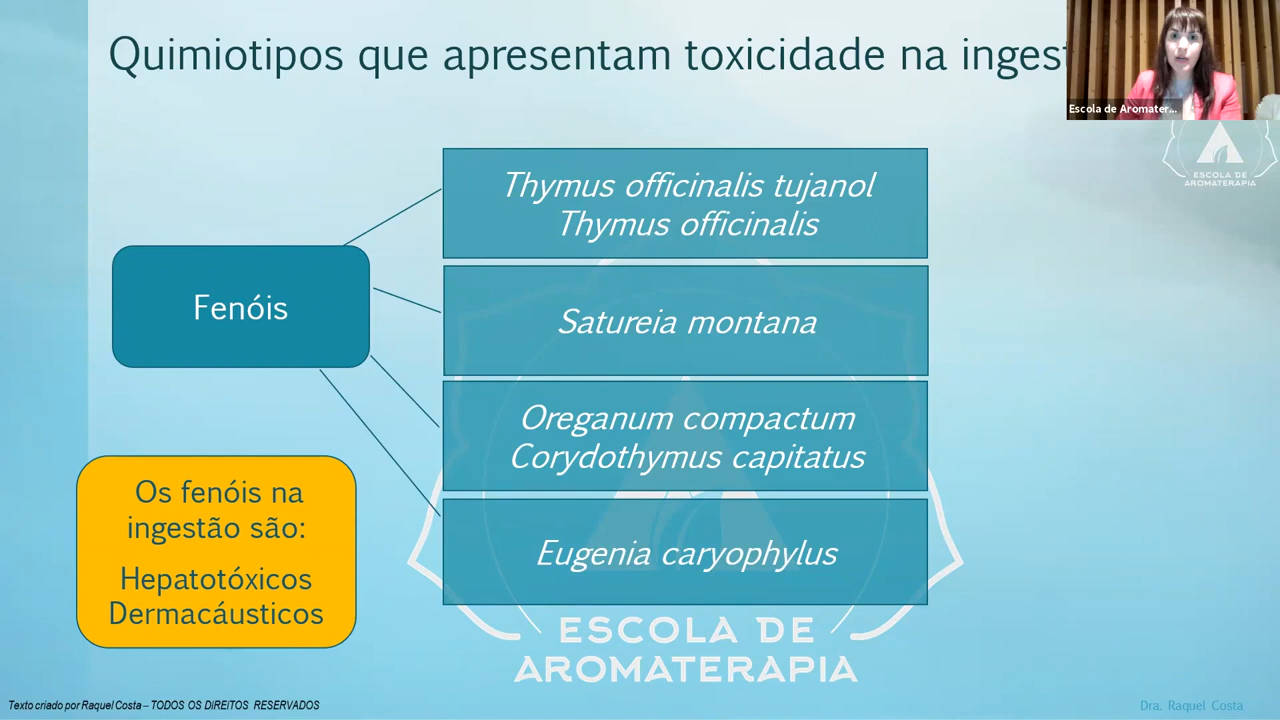 Quimiotipos que apresentam toxicidade na ingest
Escola de Aromater...
ESCOLA DE
AROMATERAPIA
Thymus officinalis tujanol
Thymus officinalis
Fenóis
Satureia montana
Oreganum compactum
Corydothymus capitatus
Os fenóis na
ingestão são:
Hepatotóxicos
Dermacáusticos
Eugenia caryophylus
ESCOLA DE
AROMATERAPIA
Texto criado por Raquel Costa – TODOS OS DIREITOS RESERVADOS
Dra. Raquel Costa